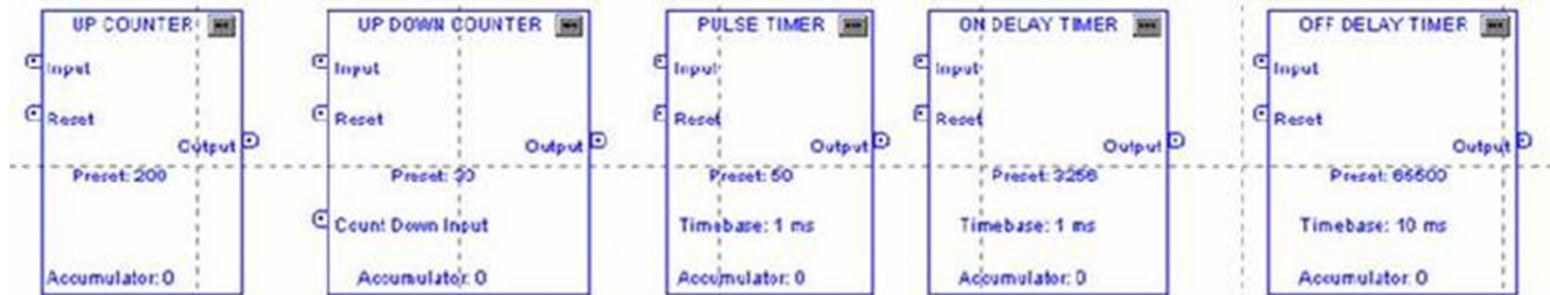 UP COUNTER
Input
Reset
Output
Preset: 200
Accumulator: 0
UP DOWN COUNTER
Input
Reset
Output
Preset:
Count Down Input
Accumulator: 0
PULSE TIMER
Input
Reset
Output
Preset: 50
Timebase: 1 ms
Accumulator: 0
ON DELAY TIMER
Input
Reset
Output
Preset: 3256
Timebase: 1 ms
Accumulator: 0
OFF DELAY TIMER
Input
Reset
Output
Preset: 65500
Timebase: 10 ms
Accumulator: 0